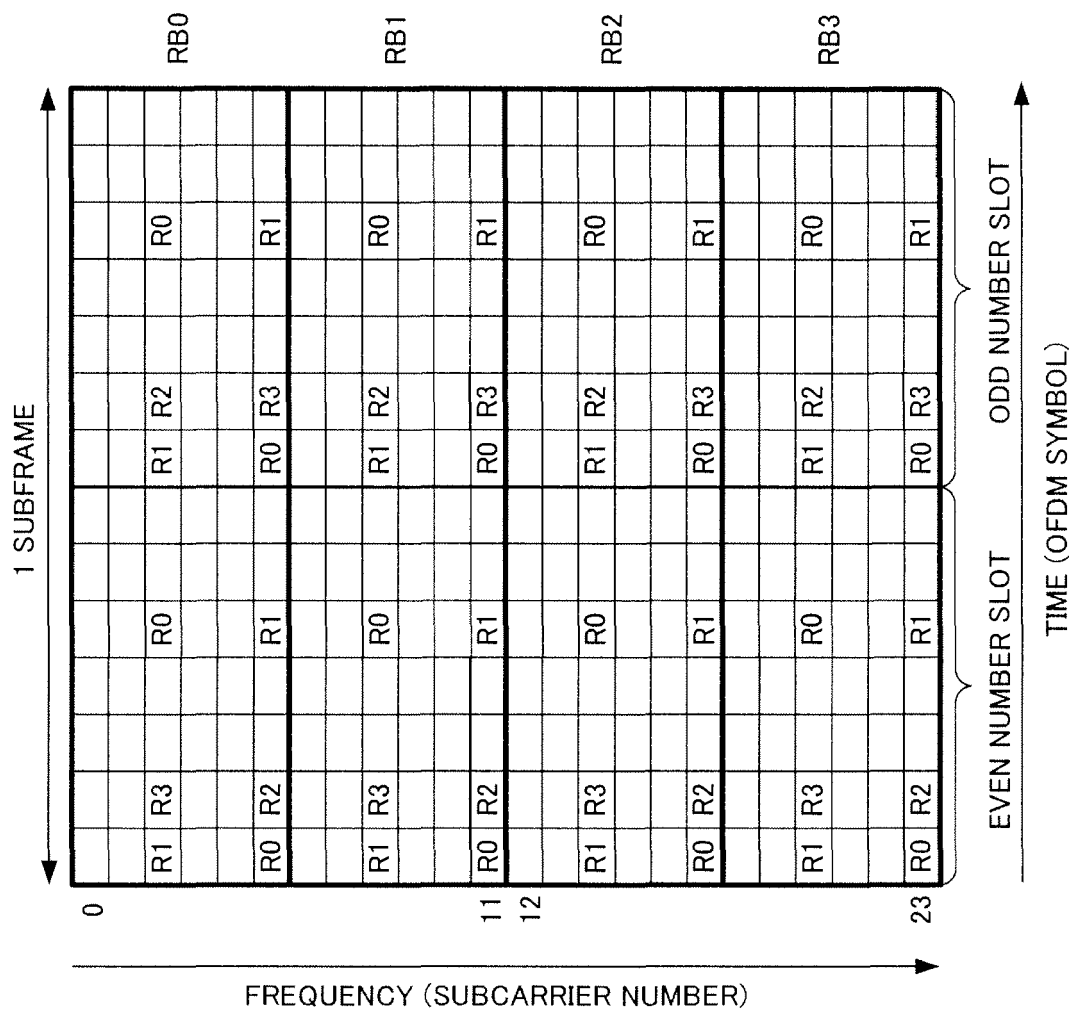 1 SUBFRAME
0
R1 R3 R0 R1 R2 R0
RB0
R0 R2 R1 R0 R3 R1
R1 R3 R0 R1 R2 R0
RB1
11 R0 R2 R1 R0 R3 R1
12
R1 R3 R0 R1 R2 R0
RB2
R0 R2 R1 R0 R3 R1
R1 R3 R0 R1 R2 R0
RB3
23 R0 R2 R1 R0 R3 R1
EVEN NUMBER SLOT
ODD NUMBER SLOT
TIME (OFDM SYMBOL)
FREQUENCY (SUBCARRIER NUMBER)